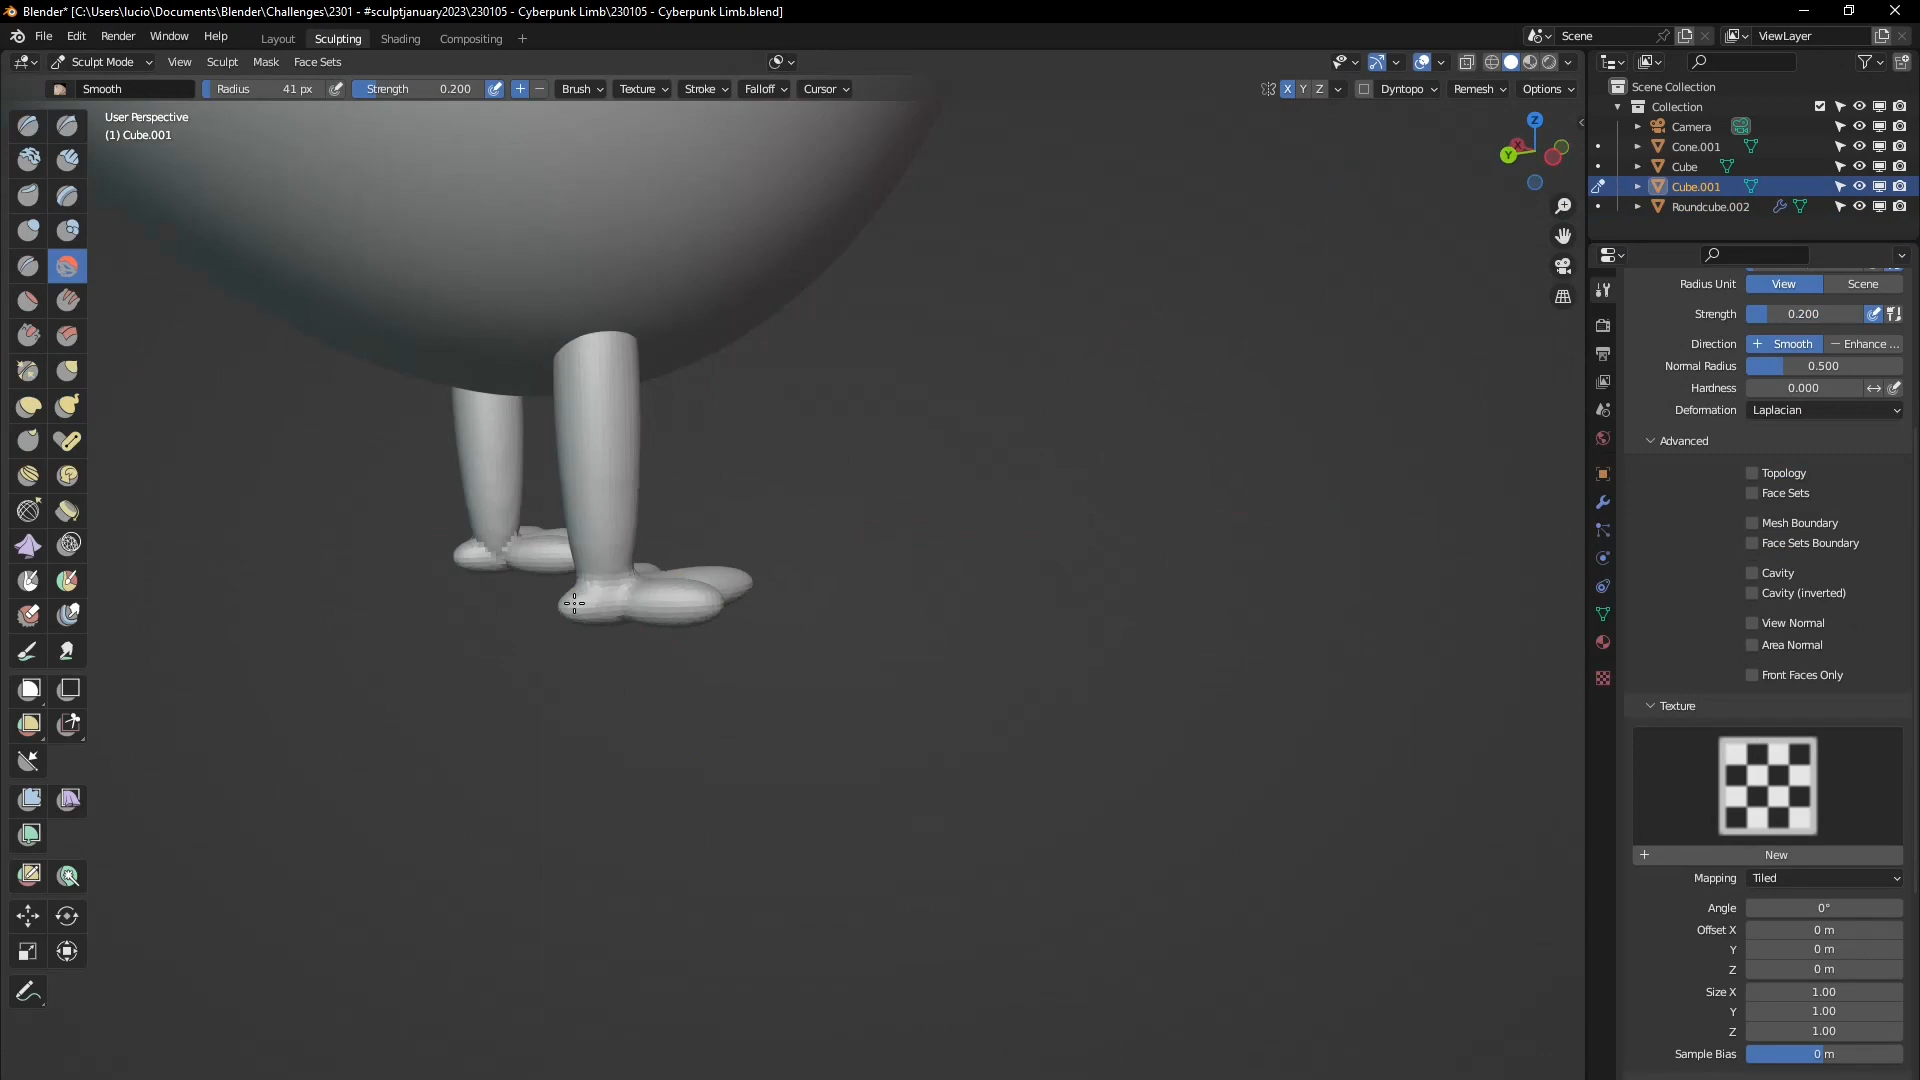 Blender* [C:\Users\lucio\Documents\Blender\Challenges\2301 - #sculptjanuary2023\230105 - Cyberpunk Limb\230105 - Cyberpunk Limb.blend]
File Edit Render Window Help Layout Sculpting Shading Compositing + Scene ViewLayer
Sculpt Mode View Sculpt Mask Face Sets
Smooth Radius 41 px Strength 0.200 Brush Texture Stroke Falloff Cursor X Y Z Dyntopo Remesh Options
User Perspective
(1) Cube.001
Z
X
Y
Scene Collection
Collection
Camera
Cone.001
Cube
Cube.001
Roundcube.002
Radius Unit View Scene
Strength 0.200
Direction + Smooth — Enhance ...
Normal Radius 0.500
Hardness 0.000
Deformation Laplacian
Advanced
Topology
Face Sets
Mesh Boundary
Face Sets Boundary
Cavity
Cavity (inverted)
View Normal
Area Normal
Front Faces Only
Texture
+ New
Mapping Tiled
Angle 0°
Offset X 0 m
Y 0 m
Z 0 m
Size X 1.00
Y 1.00
Z 1.00
Sample Bias 0 m